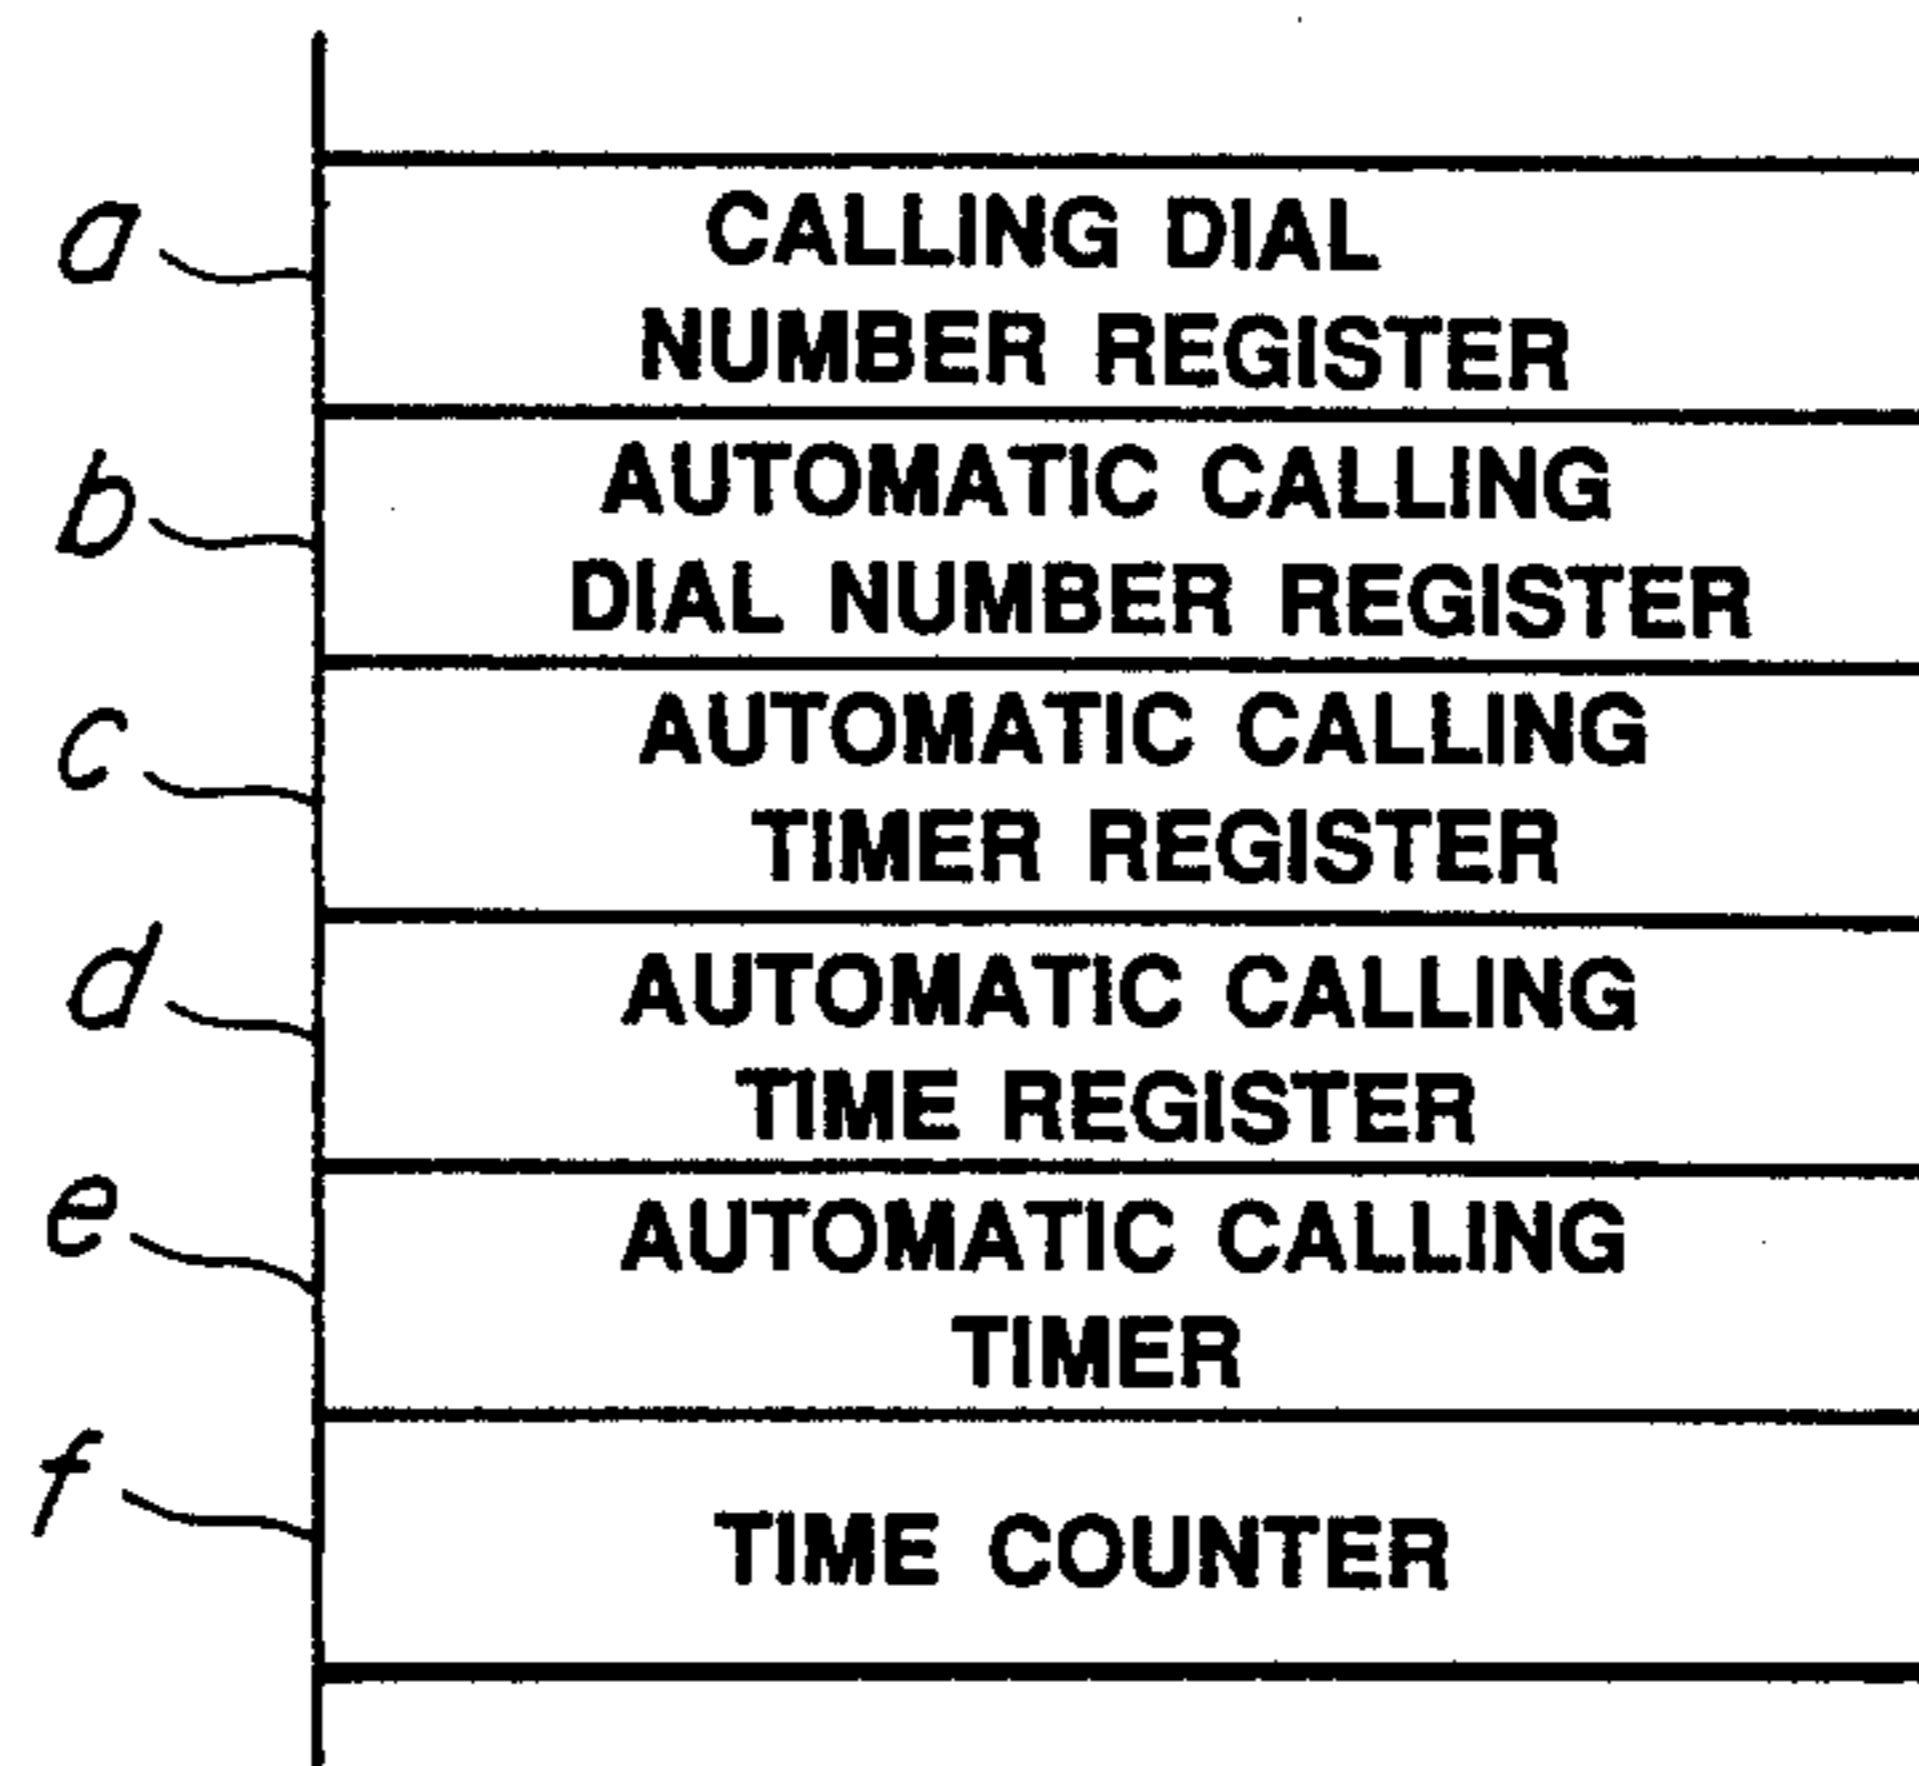 a
CALLING DIAL
NUMBER REGISTER
b
AUTOMATIC CALLING
DIAL NUMBER REGISTER
c
AUTOMATIC CALLING
TIMER REGISTER
d
AUTOMATIC CALLING
TIME REGISTER
e
AUTOMATIC CALLING
TIMER
f
TIME COUNTER